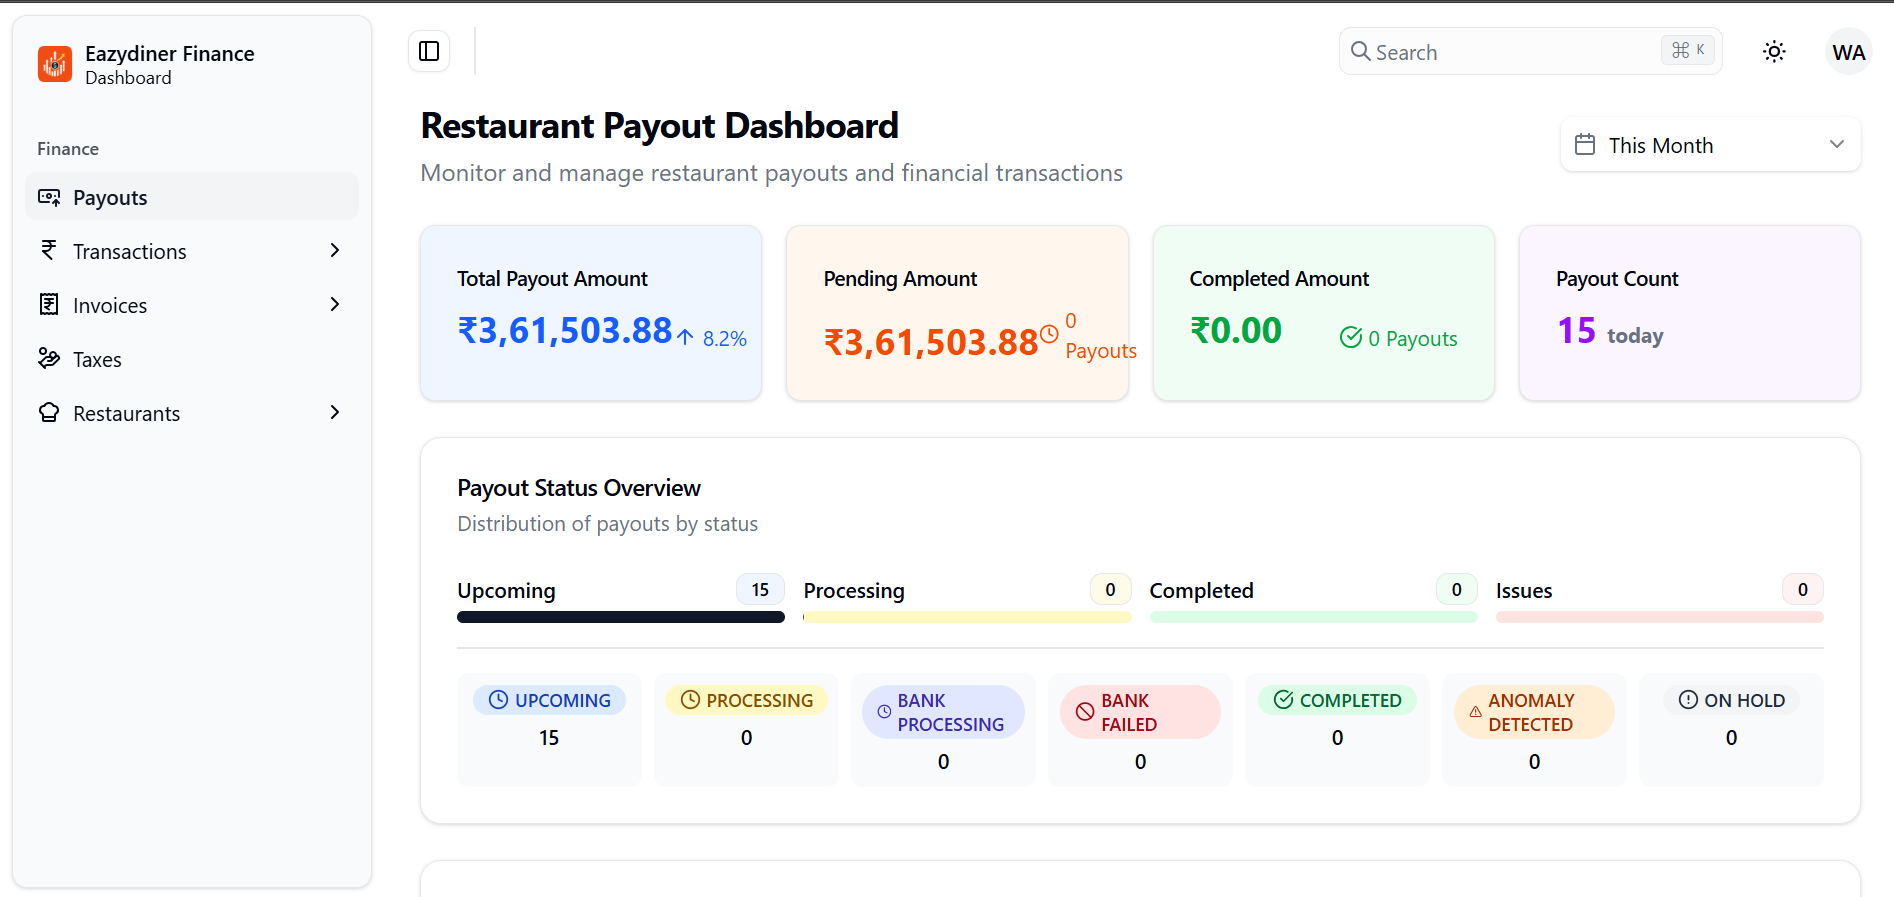 Eazydiner Finance
Dashboard
Search
⌘ K
WA
Finance
Payouts
Transactions
Invoices
Taxes
Restaurants
Restaurant Payout Dashboard
Monitor and manage restaurant payouts and financial transactions
This Month
Total Payout Amount
₹3,61,503.88
8.2%
Pending Amount
₹3,61,503.88
0
Payouts
Completed Amount
₹0.00
0 Payouts
Payout Count
15 today
Payout Status Overview
Distribution of payouts by status
Upcoming 15
Processing 0
Completed 0
Issues 0
UPCOMING
15
PROCESSING
0
BANK
PROCESSING
0
BANK
FAILED
0
COMPLETED
0
ANOMALY
DETECTED
0
ON HOLD
0